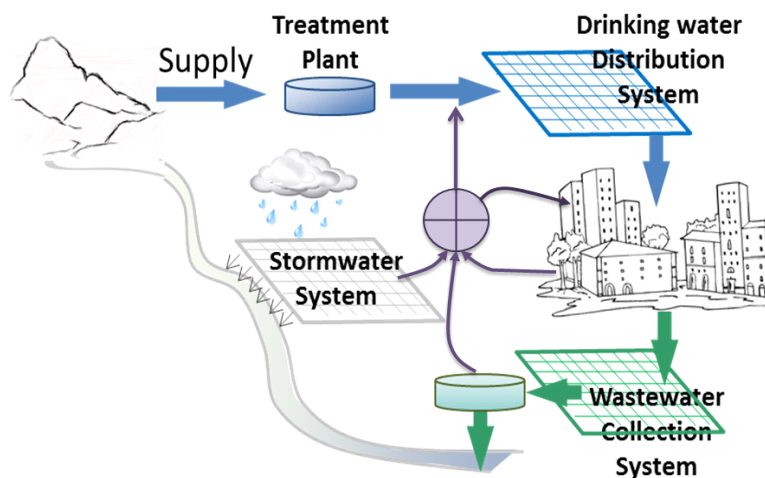 Supply
Treatment
Plant
Drinking water
Distribution
System
Stormwater
System
Wastewater
Collection
System